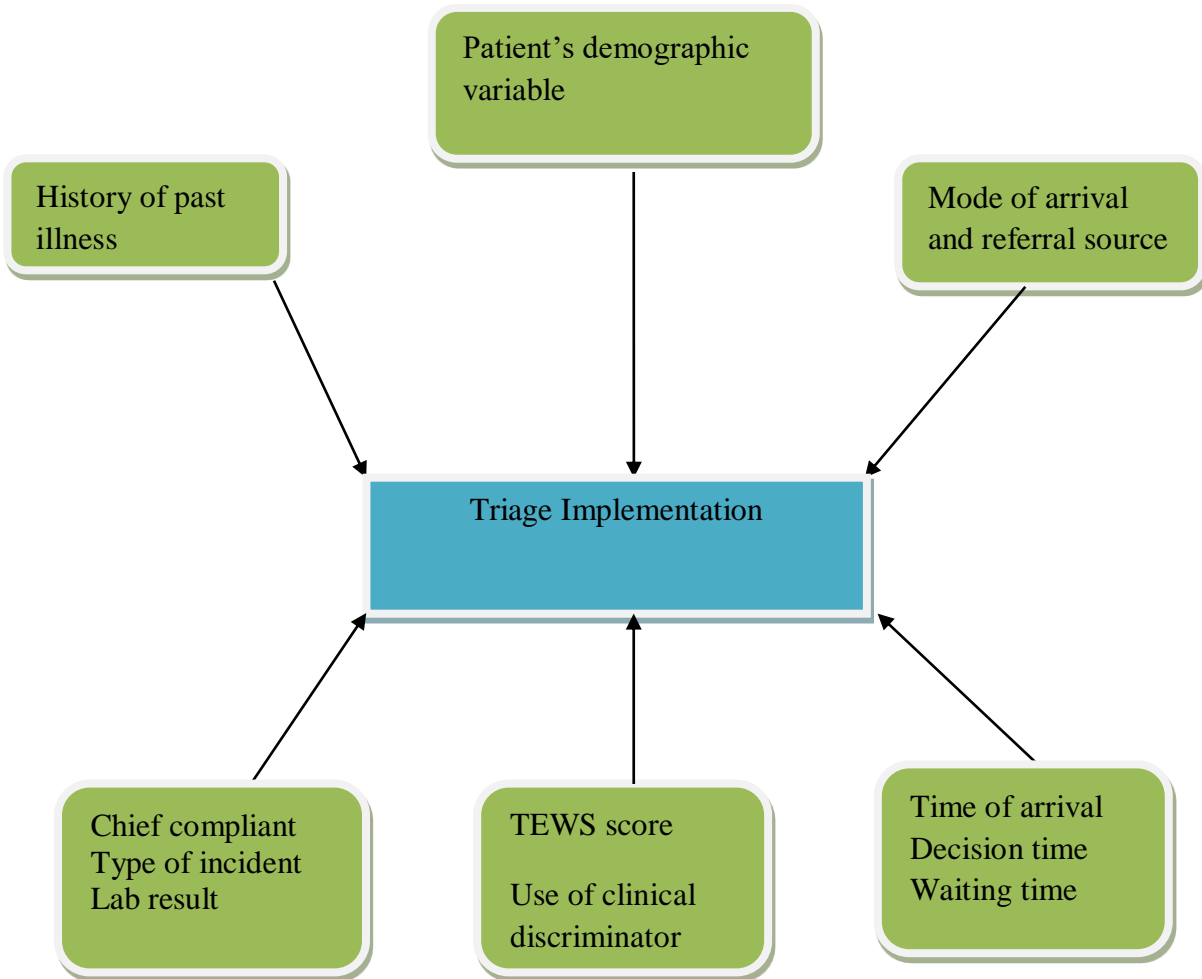 Patient’s demographic
variable
History of past
illness
Mode of arrival
and referral source
Triage Implementation
Chief compliant
Type of incident
Lab result
TEWS score
Use of clinical
discriminator
Time of arrival
Decision time
Waiting time